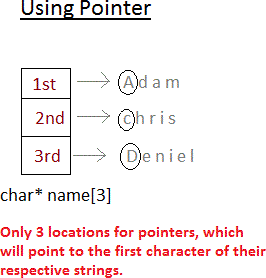 Using Pointer
1st Adam
2nd chris
3rd Deniel
char* name[3]
Only 3 locations for pointers, which
will point to the first character of their
respective strings.